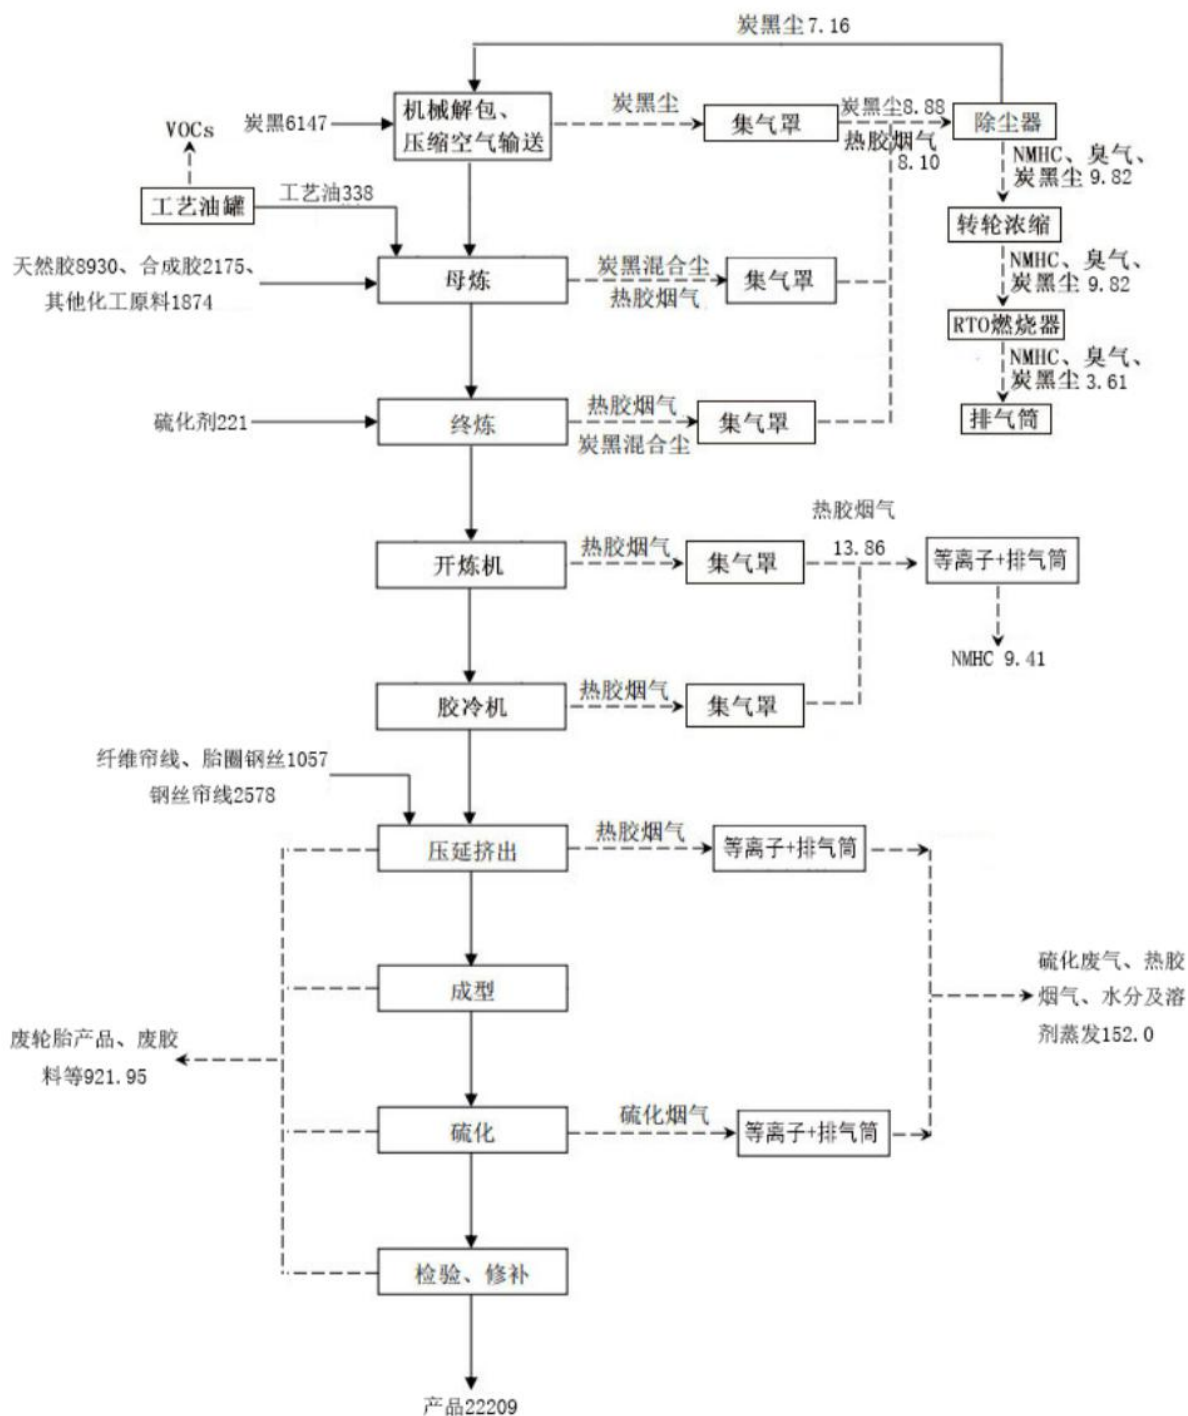 炭黑尘7.16
炭黑6147
机械解包、
压缩空气输送
炭黑尘
集气罩
炭黑尘8.88
热胶烟气
8.10
除尘器
VOCs
工艺油罐
工艺油338
NMHC、臭气、
炭黑尘9.82
转轮浓缩
天然胶8930、合成胶2175、
其他化工原料1874
母炼
炭黑混合尘
热胶烟气
集气罩
NMHC、臭气、
炭黑尘9.82
RTO燃烧器
NMHC、臭气、
炭黑尘3.61
排气筒
硫化剂221
终炼
热胶烟气
炭黑混合尘
集气罩
开炼机
热胶烟气
集气罩
热胶烟气
13.86
等离子+排气筒
NMHC 9.41
胶冷机
热胶烟气
集气罩
纤维帘线、胎圈钢丝1057
钢丝帘线2578
压延挤出
热胶烟气
等离子+排气筒
成型
硫化废气、热胶
烟气、水分及溶
剂蒸发152.0
废轮胎产品、废胶
料等921.95
硫化
硫化烟气
等离子+排气筒
检验、修补
产品22209